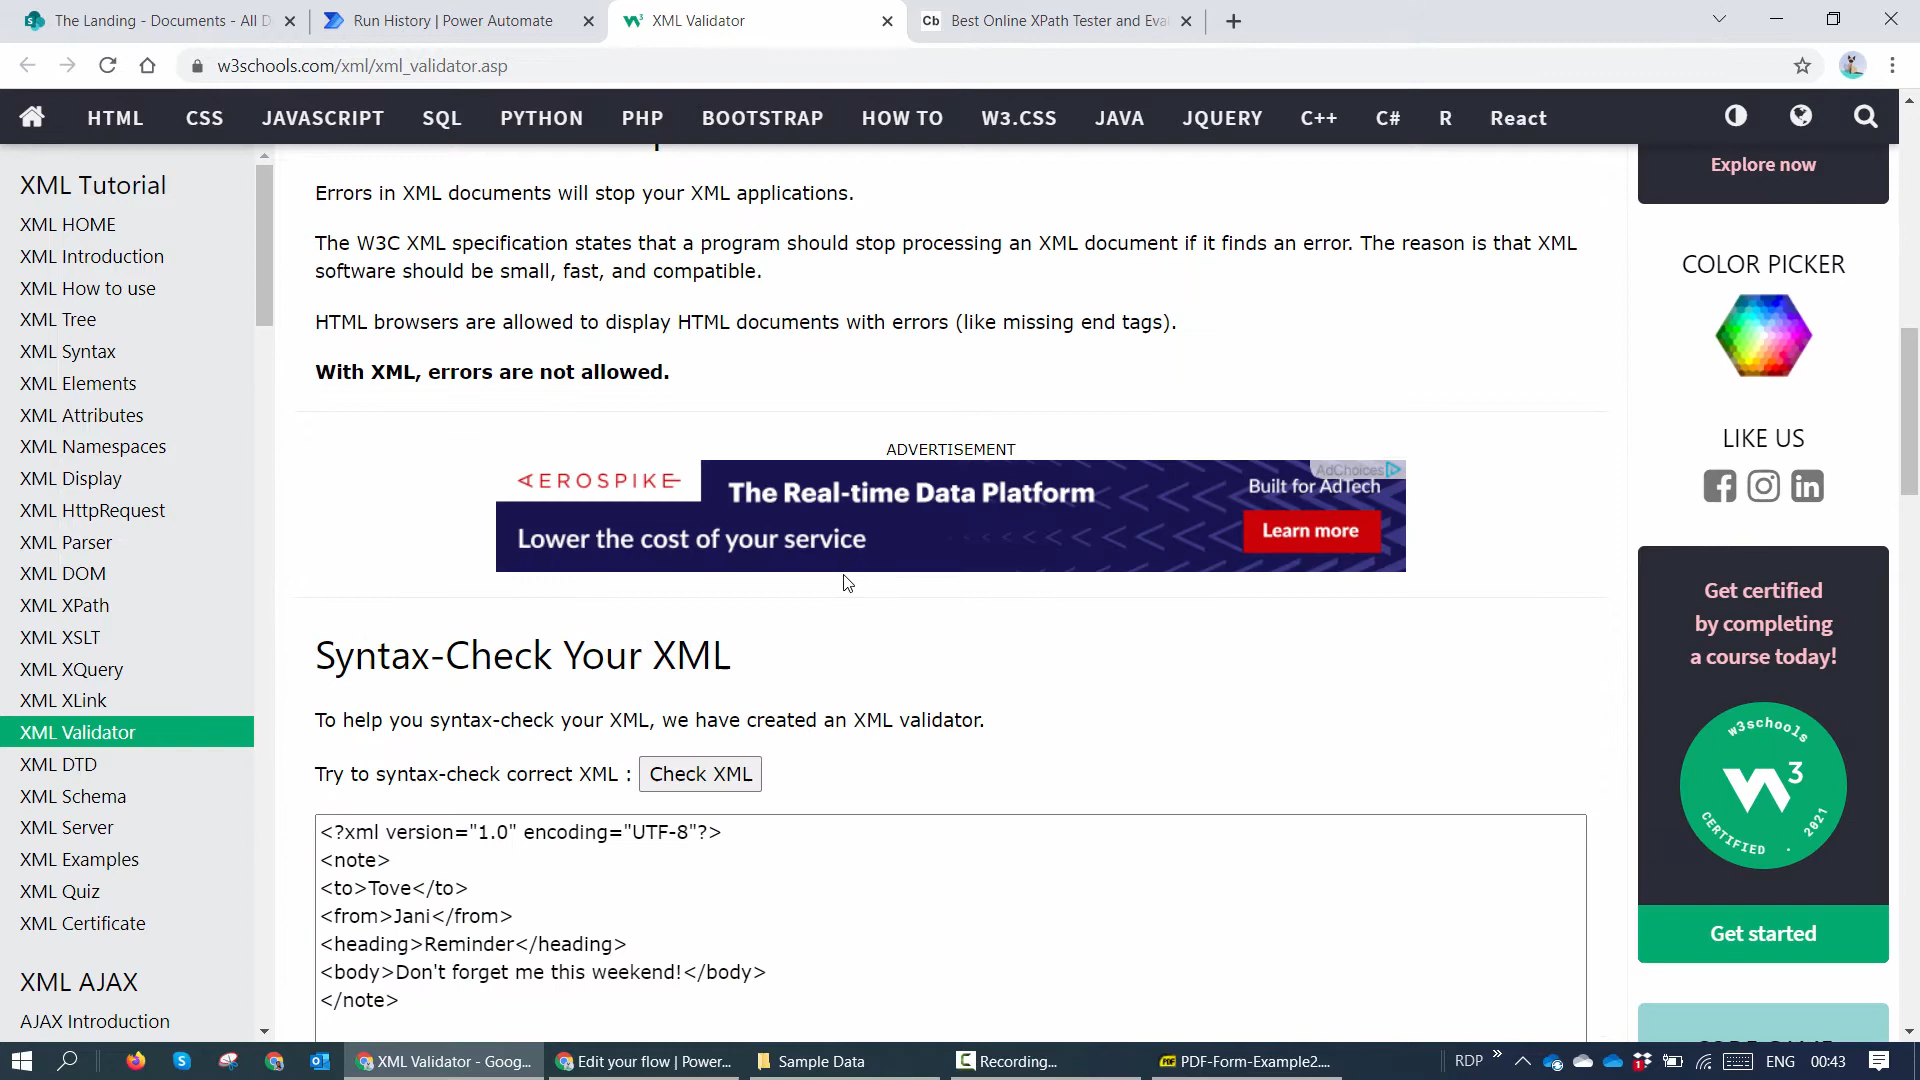 The Landing - Documents - All D
Run History | Power Automate
XML Validator
Cb
Best Online XPath Tester and Eva
w3schools.com/xml/xml_validator.asp
HTML
CSS
JAVASCRIPT
SQL
PYTHON
PHP
BOOTSTRAP
HOW TO
W3.CSS
JAVA
JQUERY
C++
C#
R
React
XML Tutorial
XML HOME
XML Introduction
XML How to use
XML Tree
XML Syntax
XML Elements
XML Attributes
XML Namespaces
XML Display
XML HttpRequest
XML Parser
XML DOM
XML XPath
XML XSLT
XML XQuery
XML XLink
XML Validator
XML DTD
XML Schema
XML Server
XML Examples
XML Quiz
XML Certificate
XML AJAX
AJAX Introduction
Errors in XML documents will stop your XML applications.
The W3C XML specification states that a program should stop processing an XML document if it finds an error. The reason is that XML
software should be small, fast, and compatible.
HTML browsers are allowed to display HTML documents with errors (like missing end tags).
With XML, errors are not allowed.
ADVERTISEMENT
AEROSPIKE
The Real-time Data Platform
Lower the cost of your service
AdChoices
Built for AdTech
Learn more
Syntax-Check Your XML
To help you syntax-check your XML, we have created an XML validator.
Try to syntax-check correct XML :
Check XML
<?xml version="1.0" encoding="UTF-8"?>
<note>
<to>Tove</to>
<from>Jani</from>
<heading>Reminder</heading>
<body>Don't forget me this weekend!</body>
</note>
Explore now
COLOR PICKER
LIKE US
Get certified
by completing
a course today!
w3schools
W3
CERTIFIED . 2021
Get started
XML Validator - Goog...
Edit your flow | Power...
Sample Data
Recording...
PDF-Form-Example2....
RDP
ENG
00:43